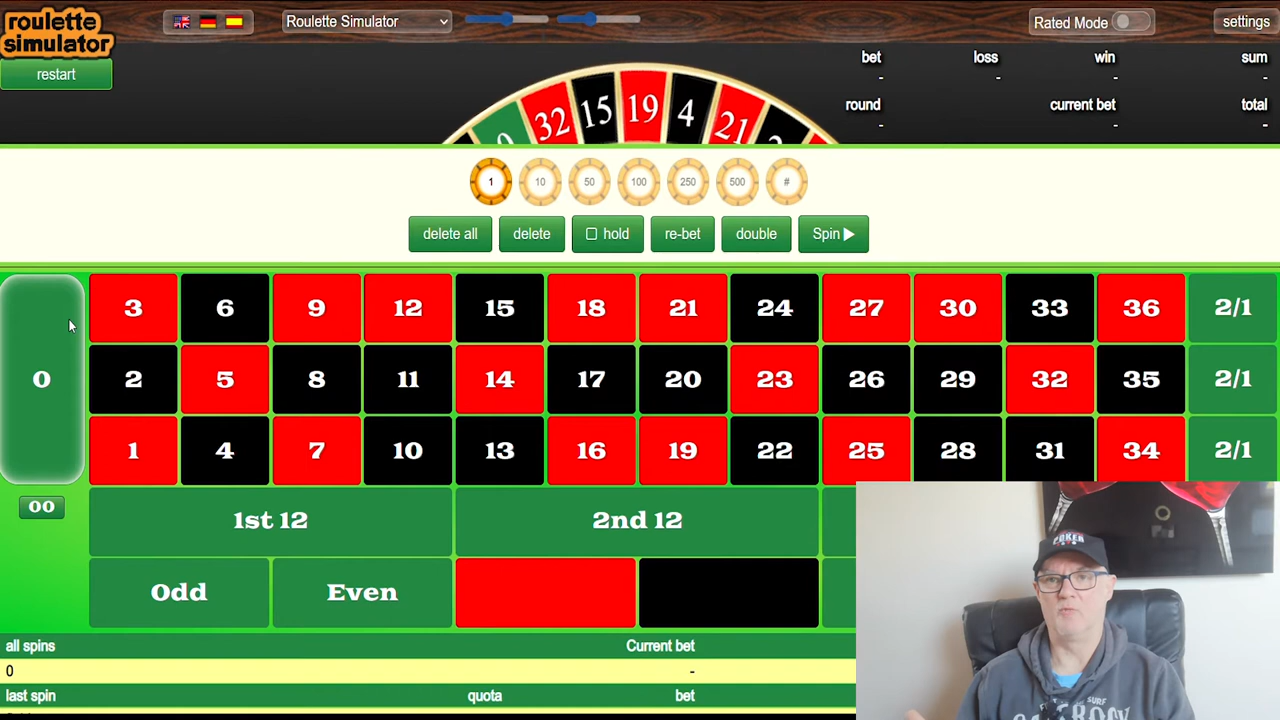 roulette
simulator
Roulette Simulator
Rated Mode
settings
restart
bet
loss
win
sum
-
-
-
-
round
current bet
total
-
-
-
0 32 15 19 4 21 2
1 10 50 100 250 500 #
delete all
delete
hold
re-bet
double
Spin
3 6 9 12 15 18 21 24 27 30 33 36 2/1
0 2 5 8 11 14 17 20 23 26 29 32 35 2/1
1 4 7 10 13 16 19 22 25 28 31 34 2/1
00
1st 12
2nd 12
Odd
Even
all spins
Current bet
0
-
last spin
quota
bet
POKER
SURF